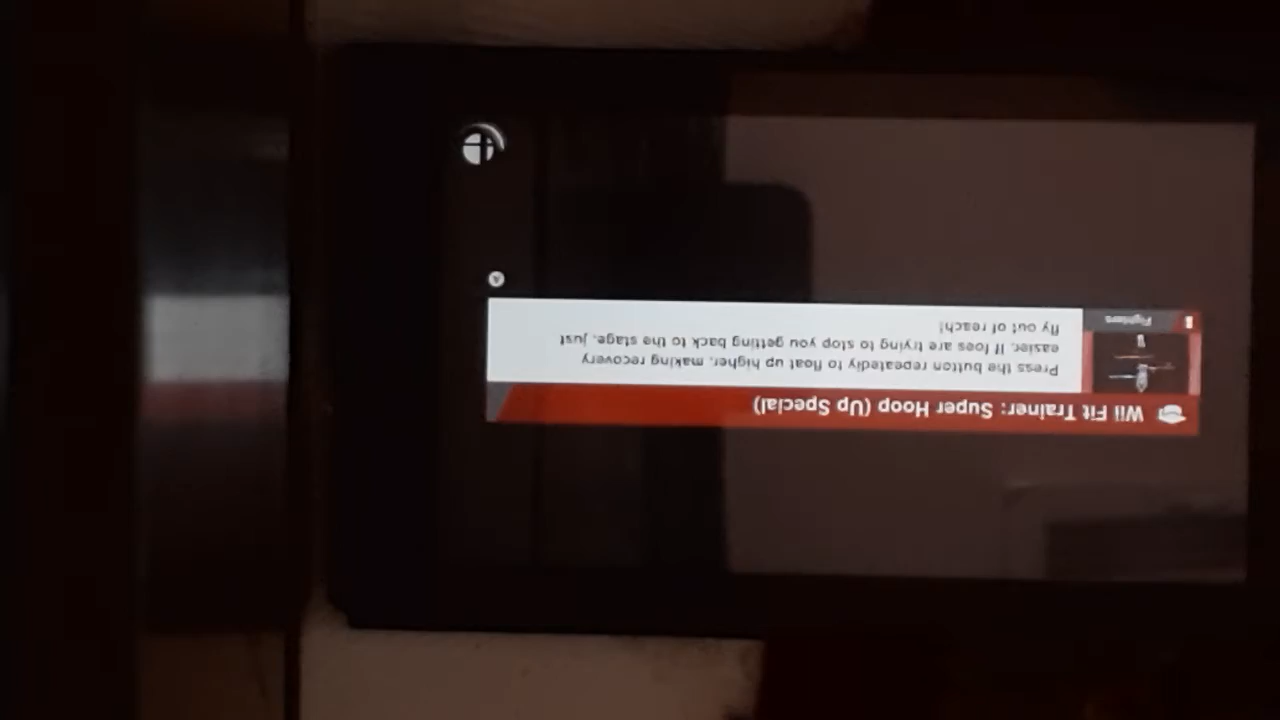 Wii Fit Trainer: Super Hoop (Up Special)
Press the button repeatedly to float up higher, making recovery
easier. If foes are trying to stop you getting back to the stage, just
fly out of reach!
Fighters
A